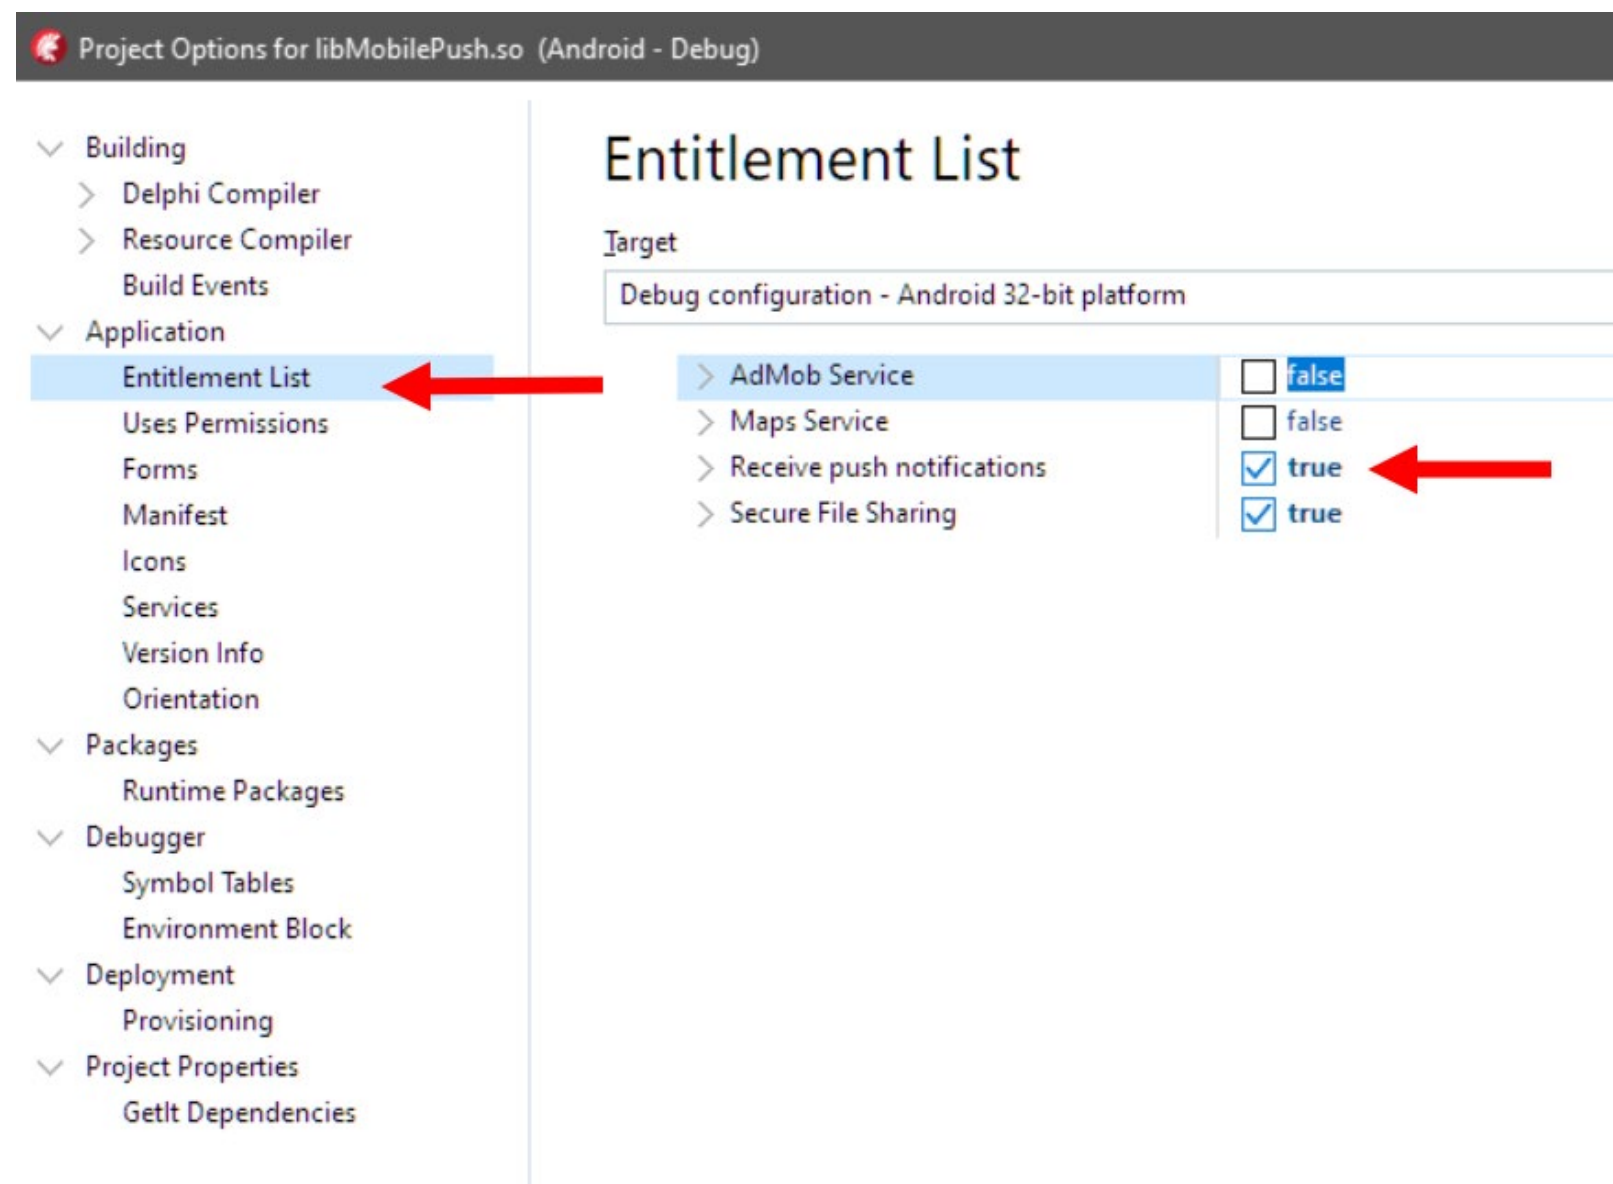 Project Options for libMobilePush.so (Android - Debug)
Building
Delphi Compiler
Resource Compiler
Build Events
Application
Entitlement List
Uses Permissions
Forms
Manifest
Icons
Services
Version Info
Orientation
Packages
Runtime Packages
Debugger
Symbol Tables
Environment Block
Deployment
Provisioning
Project Properties
GetIt Dependencies
Entitlement List
Target
Debug configuration - Android 32-bit platform
AdMob Service false
Maps Service false
Receive push notifications true
Secure File Sharing true